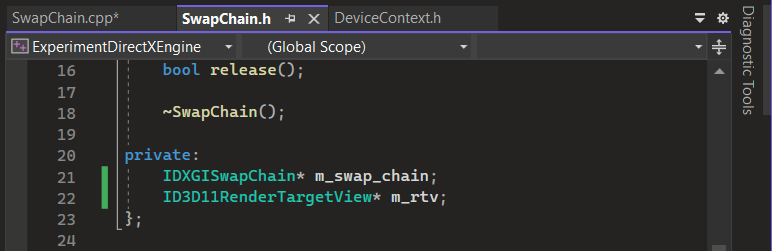 SwapChain.cpp*
SwapChain.h
DeviceContext.h
ExperimentDirectXEngine
(Global Scope)
16 bool release();
17
18 ~SwapChain();
19
20 private:
21 IDXGISwapChain* m_swap_chain;
22 ID3D11RenderTargetView* m_rtv;
23 };
24
Diagnostic Tools